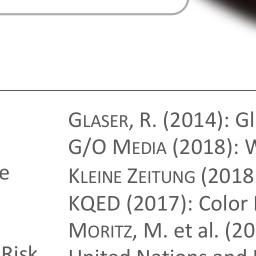 GLASER, R. (2014): Gl
G/O MEDIA (2018): W
e
KLEINE ZEITUNG (2018
KQED (2017): Color
MORITZ, M. et al. (20
Risk
United Nations and